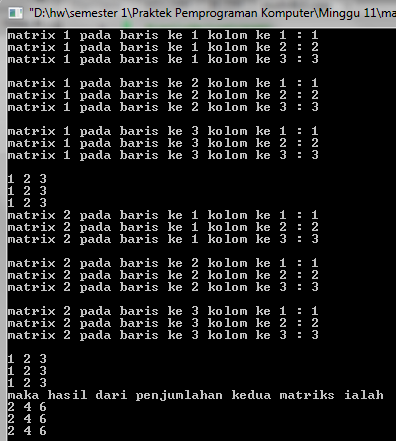 "D:\hw\semester 1\Praktek Pemprograman Komputer\Minggu 11\ma
matrix 1 pada baris ke 1 kolom ke 1 : 1
matrix 1 pada baris ke 1 kolom ke 2 : 2
matrix 1 pada baris ke 1 kolom ke 3 : 3
matrix 1 pada baris ke 2 kolom ke 1 : 1
matrix 1 pada baris ke 2 kolom ke 2 : 2
matrix 1 pada baris ke 2 kolom ke 3 : 3
matrix 1 pada baris ke 3 kolom ke 1 : 1
matrix 1 pada baris ke 3 kolom ke 2 : 2
matrix 1 pada baris ke 3 kolom ke 3 : 3
1 2 3
1 2 3
1 2 3
matrix 2 pada baris ke 1 kolom ke 1 : 1
matrix 2 pada baris ke 1 kolom ke 2 : 2
matrix 2 pada baris ke 1 kolom ke 3 : 3
matrix 2 pada baris ke 2 kolom ke 1 : 1
matrix 2 pada baris ke 2 kolom ke 2 : 2
matrix 2 pada baris ke 2 kolom ke 3 : 3
matrix 2 pada baris ke 3 kolom ke 1 : 1
matrix 2 pada baris ke 3 kolom ke 2 : 2
matrix 2 pada baris ke 3 kolom ke 3 : 3
1 2 3
1 2 3
1 2 3
maka hasil dari penjumlahan kedua matriks ialah
2 4 6
2 4 6
2 4 6